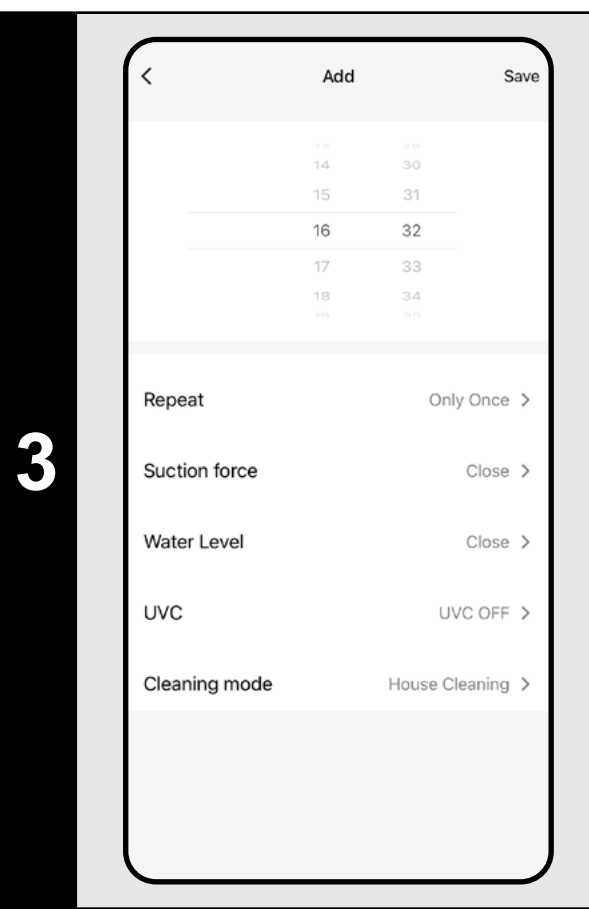 Add Save
14 30
15 31
16 32
17 33
18 34
Repeat Only Once
3
Suction force Close
Water Level Close
UVC UVC OFF
Cleaning mode House Cleaning